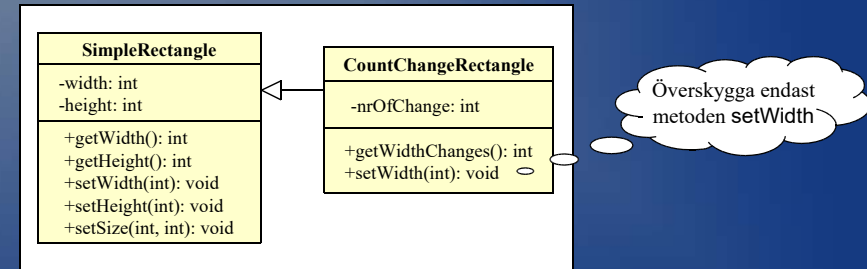 SimpleRectangle
-width: int
-height: int
+getWidth(): int
+getHeight(): int
+setWidth(int): void
+setHeight(int): void
+setSize(int, int): void
CountChangeRectangle
-nrOfChange: int
+getWidthChanges(): int
+setWidth(int): void
Överskygga endast
metoden setWidth